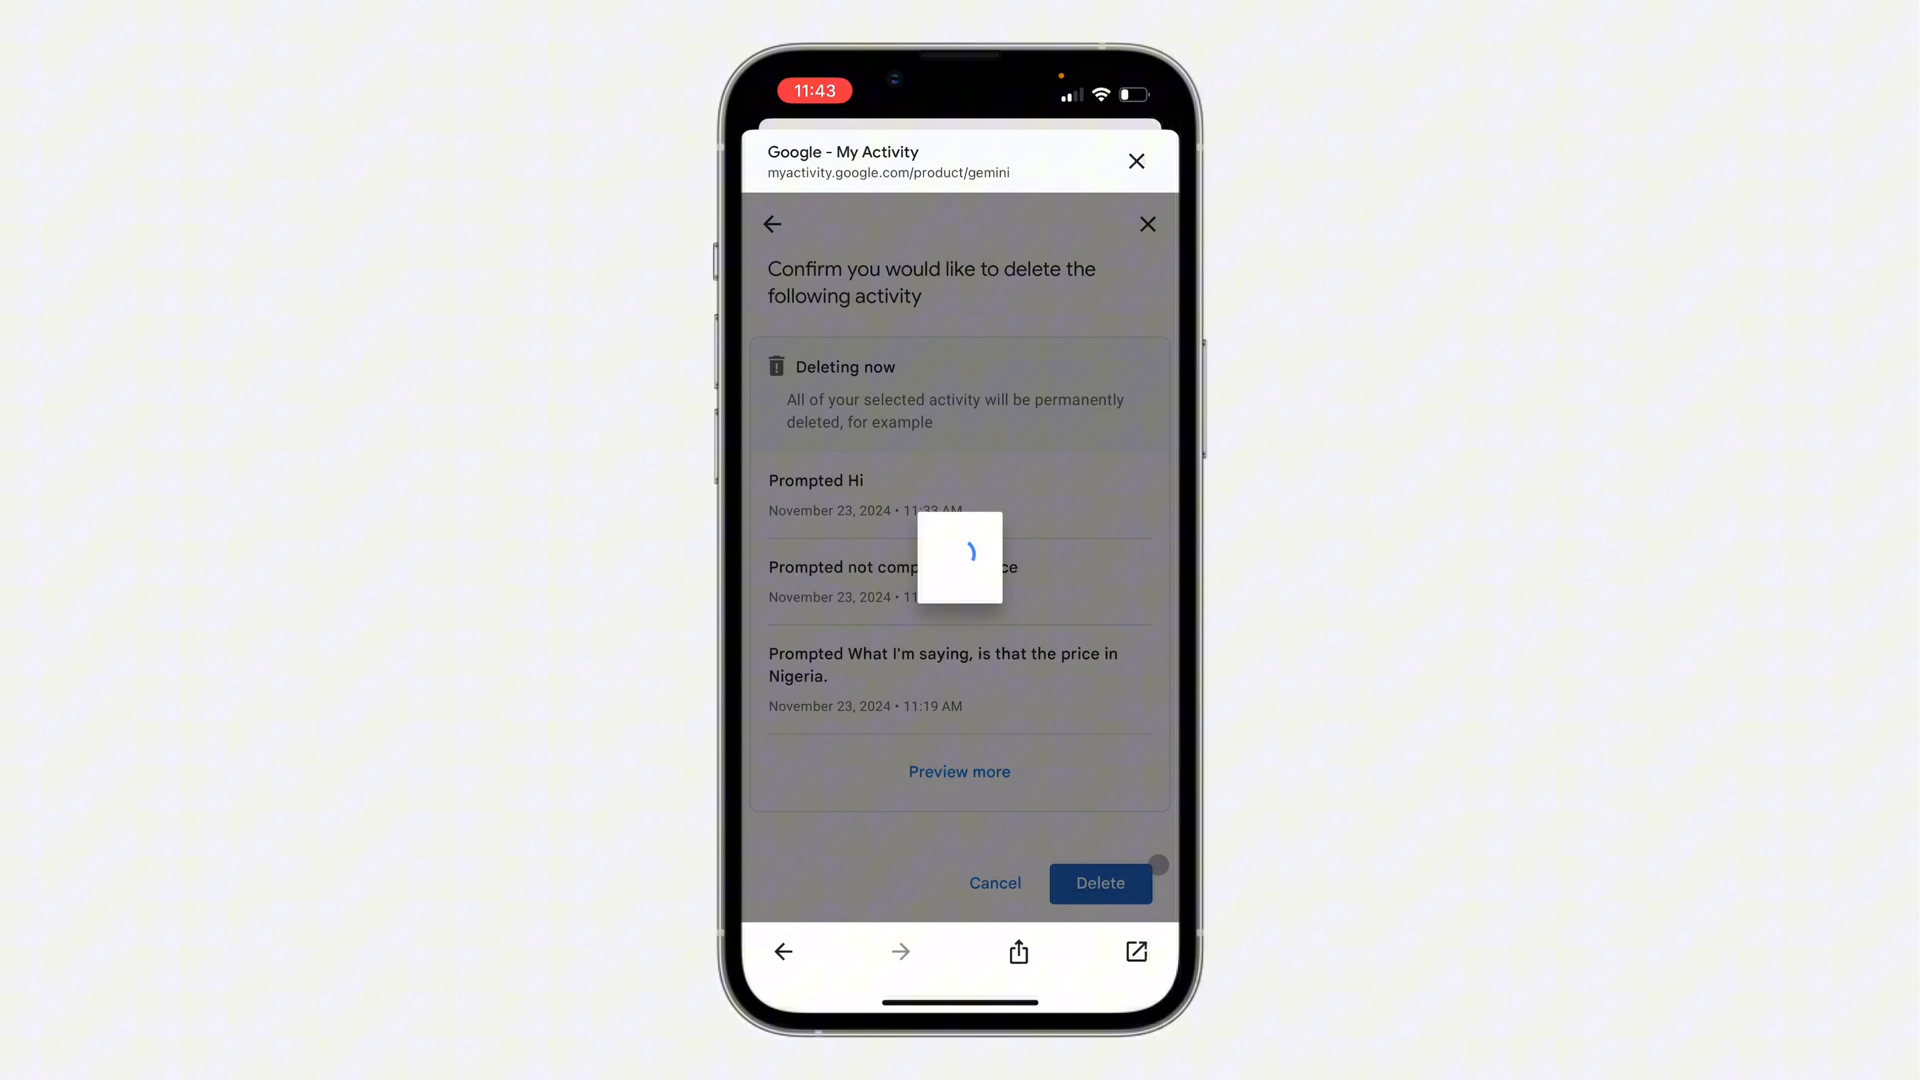 11:43
Google - My Activity
myactivity.google.com/product/gemini
Confirm you would like to delete the
following activity
Deleting now
All of your selected activity will be permanently
deleted, for example
Prompted Hi
November 23, 2024 • 11:33 AM
Prompted not
November 23, 2024 • 11
Prompted What I'm saying, is that the price in
Nigeria.
November 23, 2024 • 11:19 AM
Preview more
Cancel
Delete